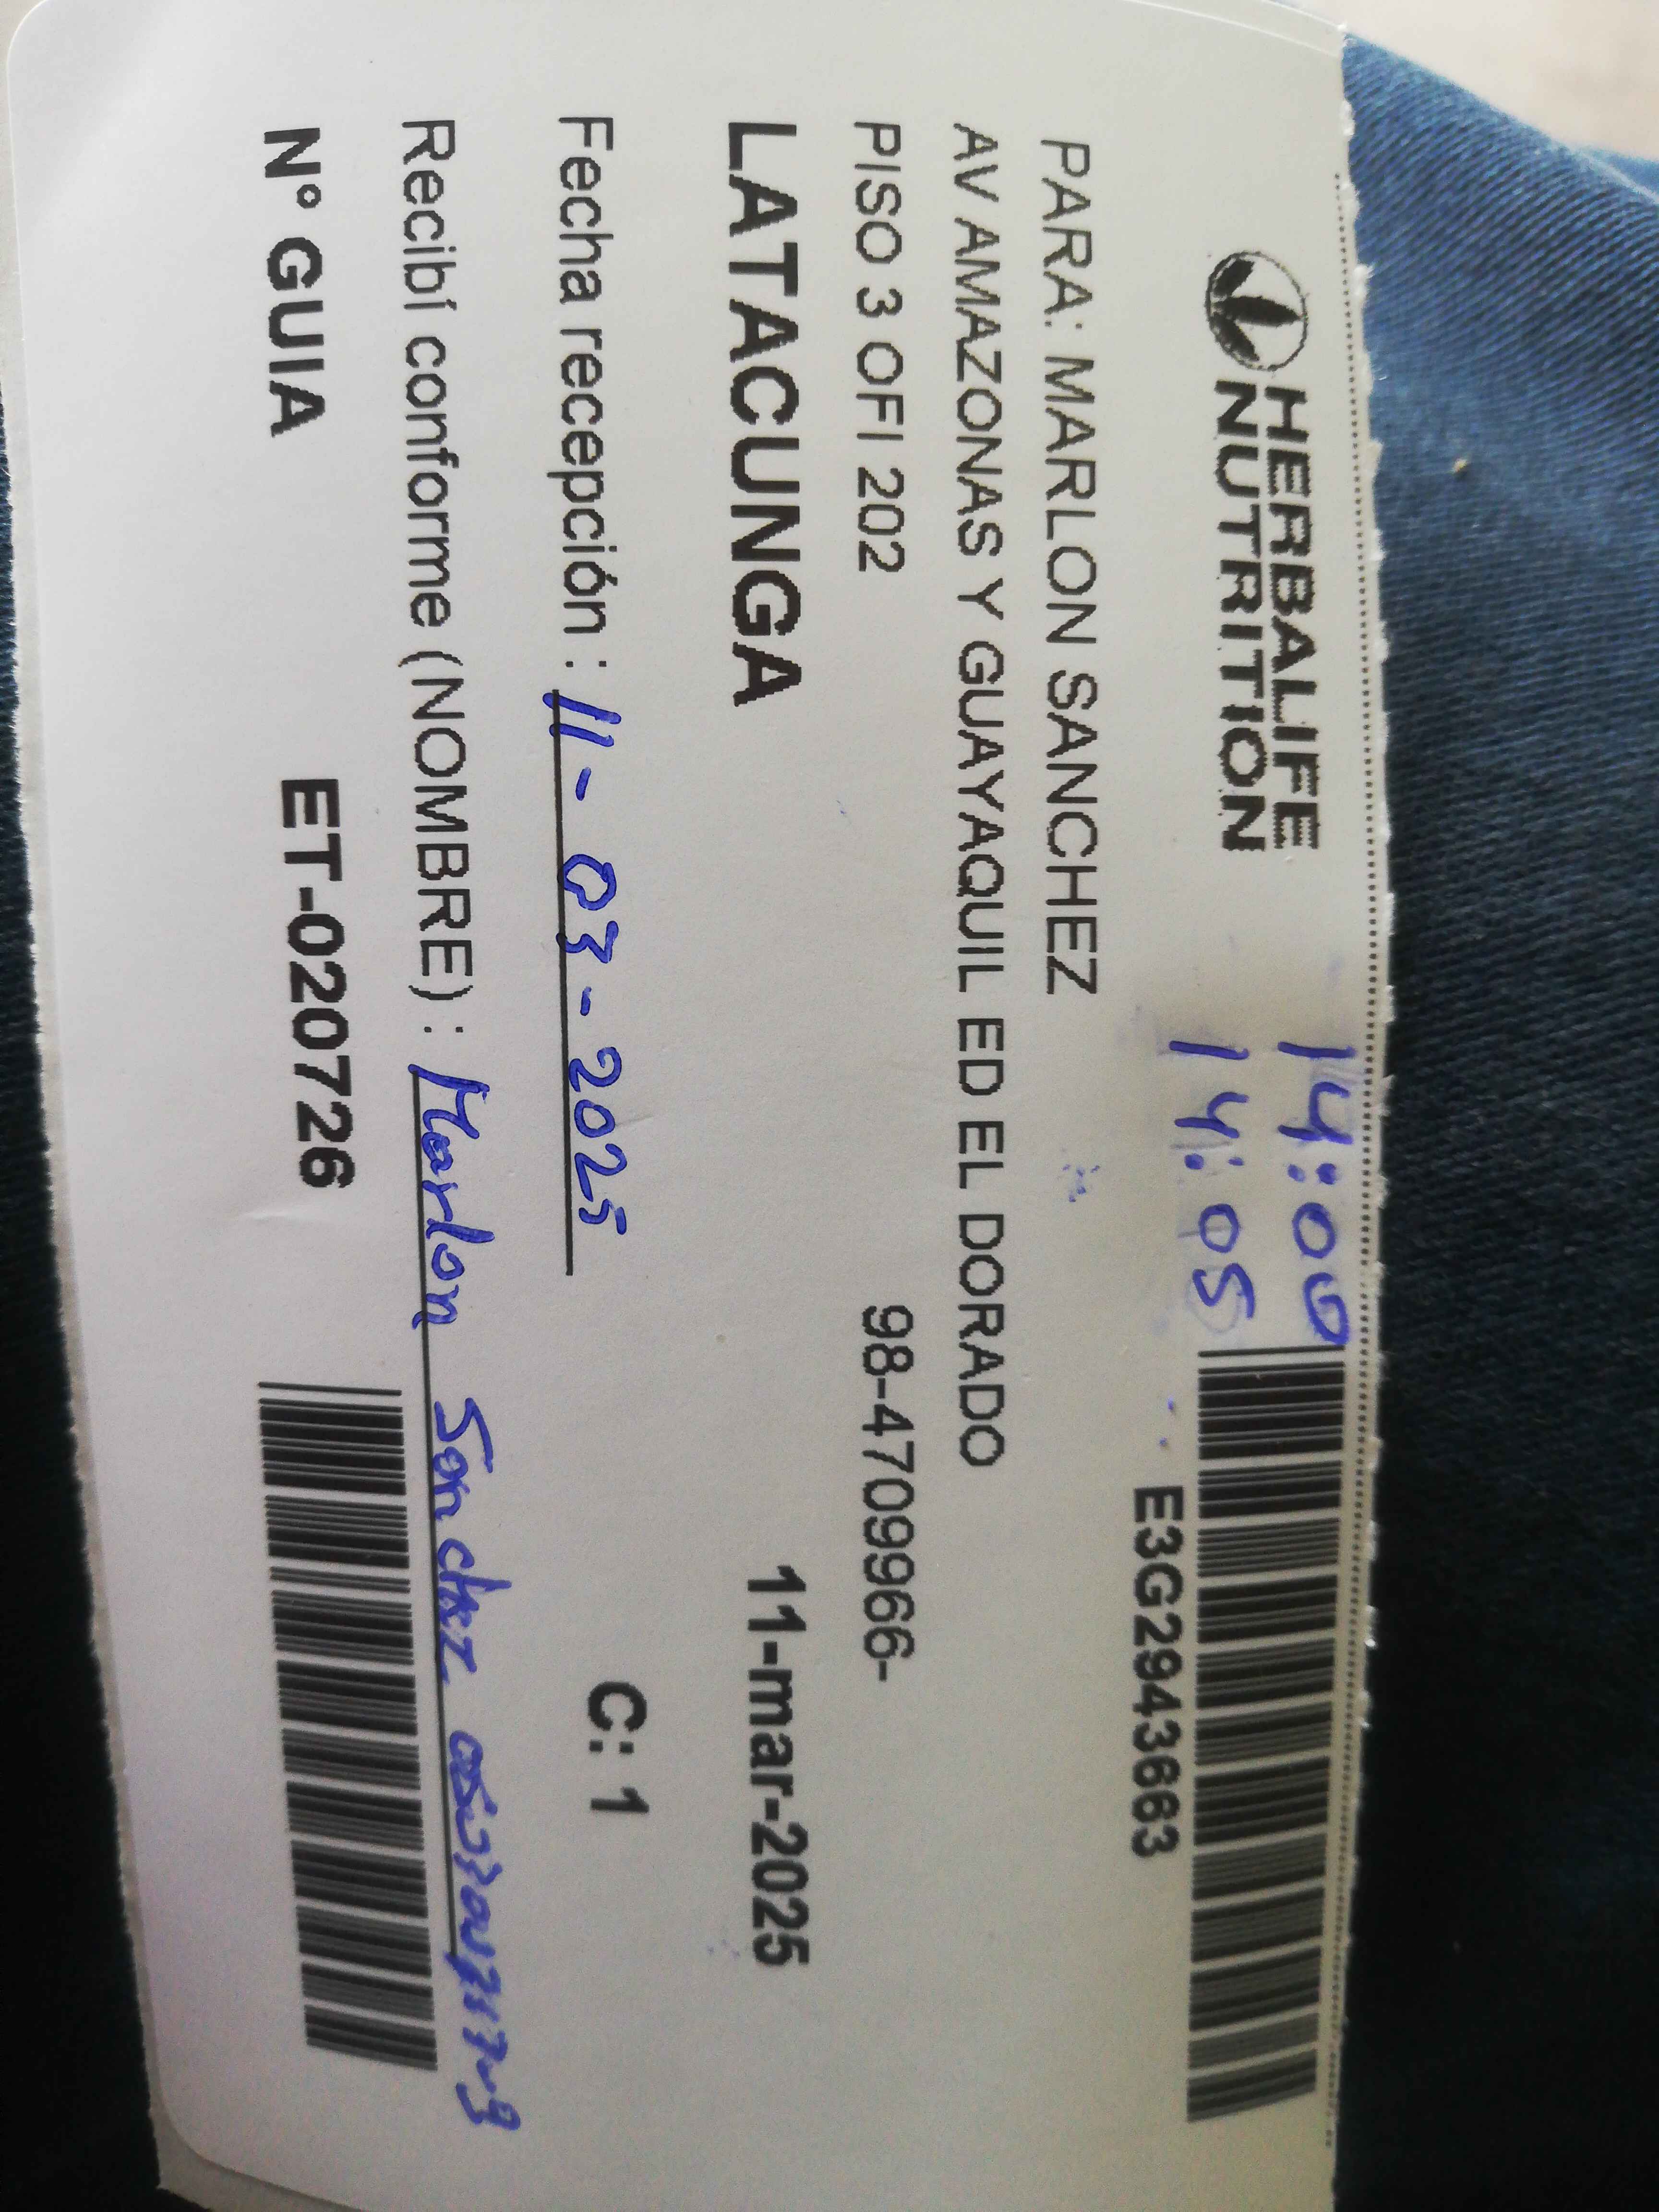 HERBALIFE
NUTRITION
14:00
14:05
E3G2943663
PARA: MARLON SANCHEZ
AV AMAZONAS Y GUAYAQUIL ED EL DORADO
PISO 3 OFI 202 98-4709966-
LATACUNGA 11-mar-2025
Fecha recepción : 11-03-2025 C: 1
Recibí conforme (NOMBRE) : Marlon Sanchez
N° GUIA ET-020726